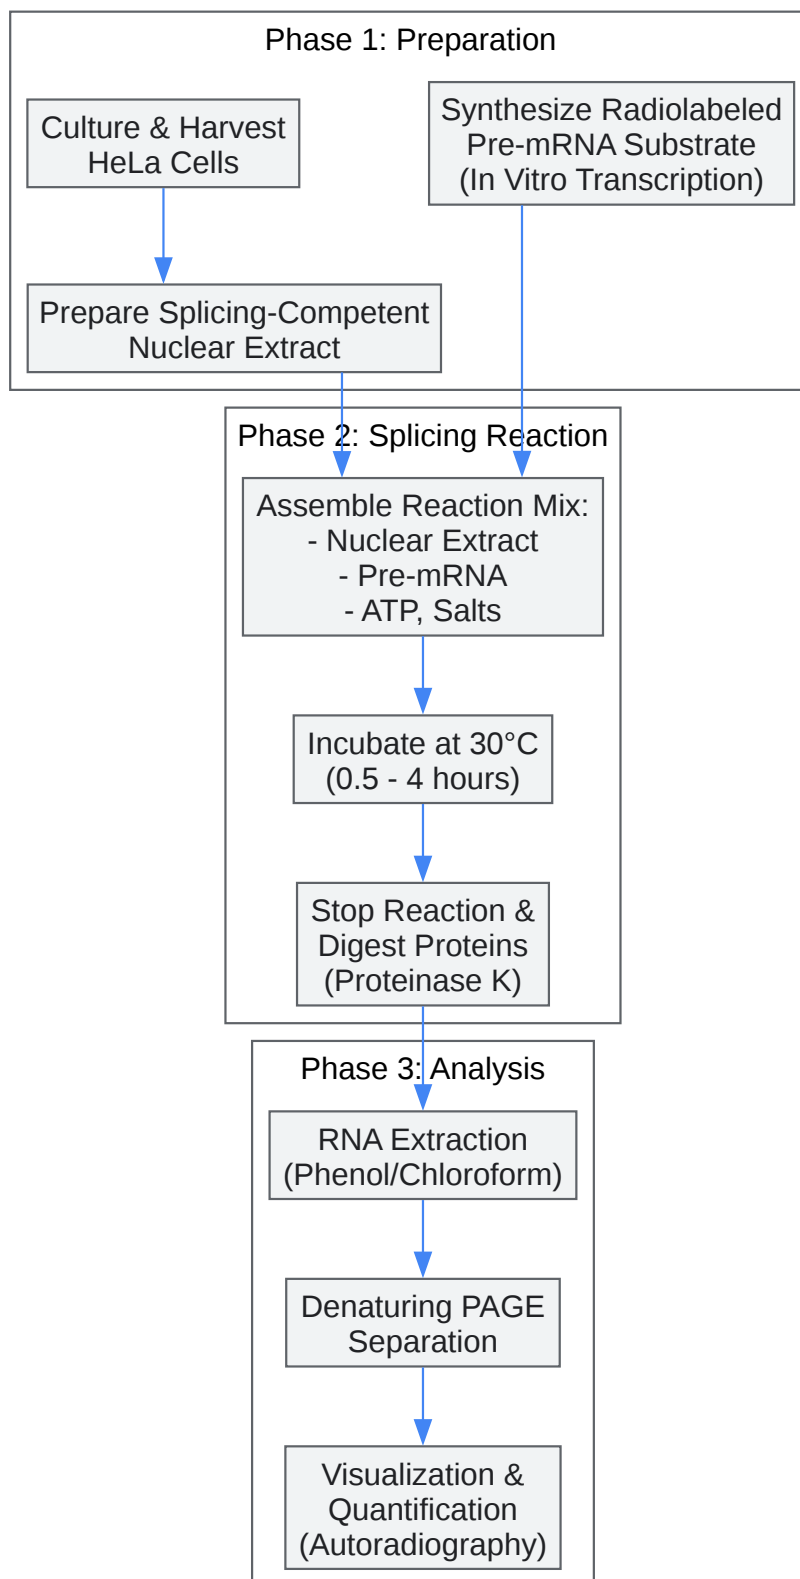 Phase 1: Preparation
Culture & Harvest
HeLa Cells
Synthesize Radiolabeled
Pre-mRNA Substrate
(In Vitro Transcription)
Prepare Splicing-Competent
Nuclear Extract
Phase 2: Splicing Reaction
Assemble Reaction Mix:
- Nuclear Extract
- Pre-mRNA
- ATP, Salts
Incubate at 30°C
(0.5 - 4 hours)
Stop Reaction &
Digest Proteins
(Proteinase K)
Phase 3: Analysis
RNA Extraction
(Phenol/Chloroform)
Denaturing PAGE
Separation
Visualization &
Quantification
(Autoradiography)